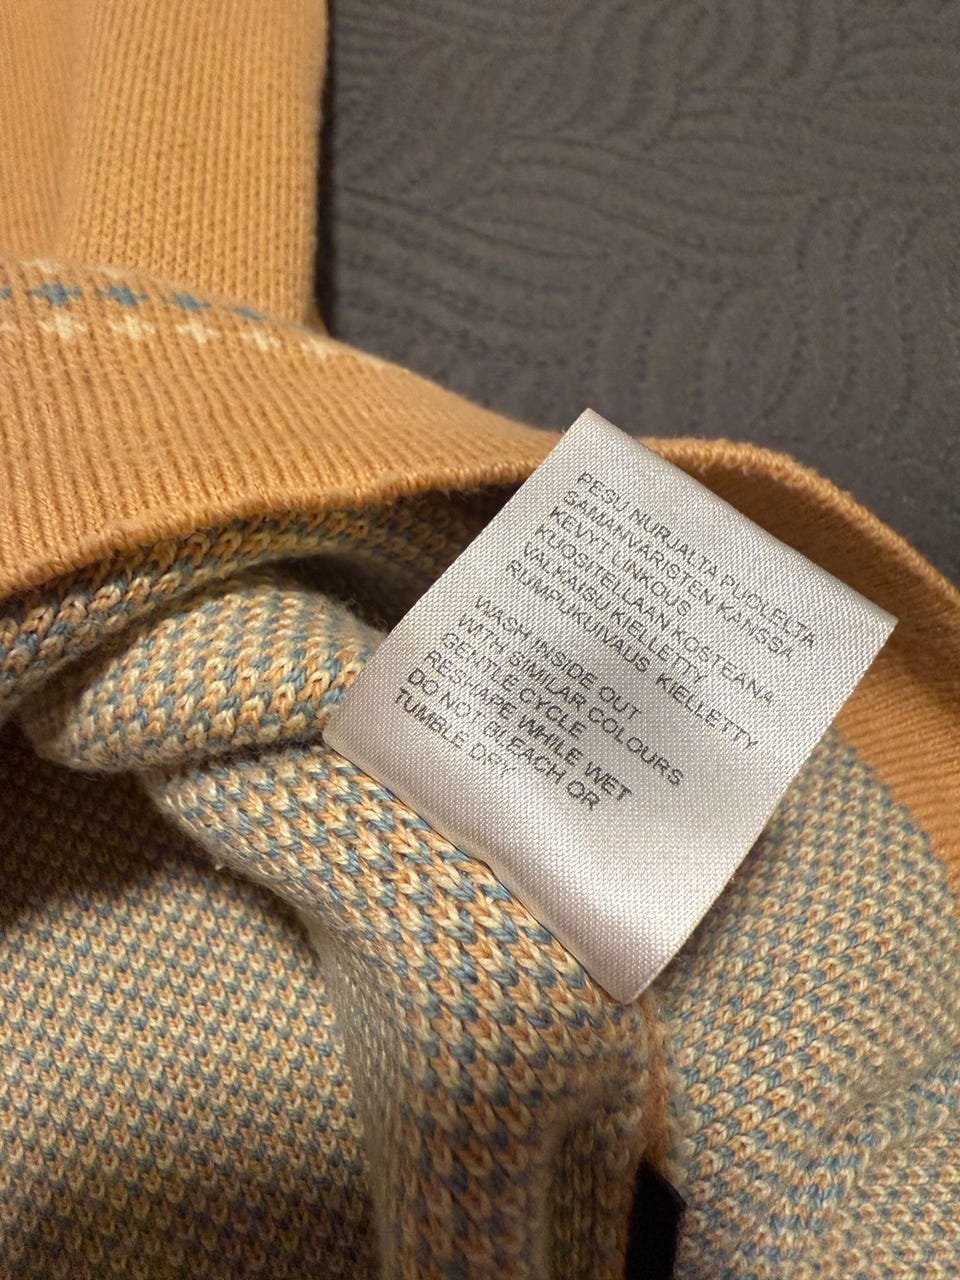 PESU NURJALTA PUOLELTA
SAMANVÄRISTEN KANSSA
KEVYT LINKOUS
MUOSITELLAAN KOSTEANA
VALKAISU KIELLETTY
RUMPUKUIVAUS KIELLETTY
WASH INSIDE OUT
WITH SIMILAR COLOURS
GENTLE CYCLE
RESHAPE WHILE WET
DO NOT BLEACH OR
TUMBLE DRY